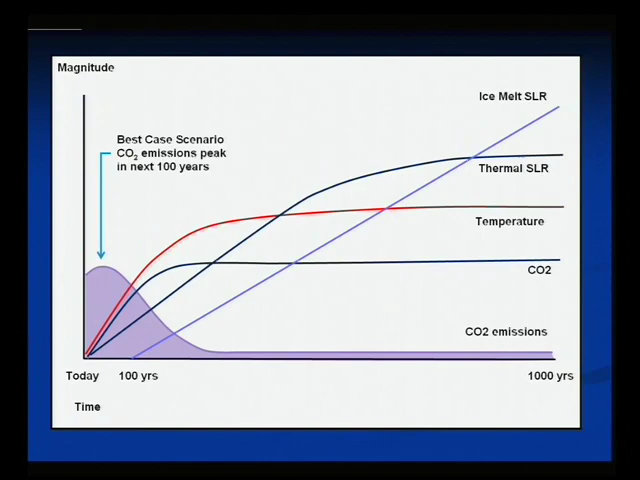 Magnitude
Ice Melt SLR
Best Case Scenario
CO2 emissions peak
in next 100 years
Thermal SLR
Temperature
CO2
CO2 emissions
Today
100 yrs
1000 yrs
Time